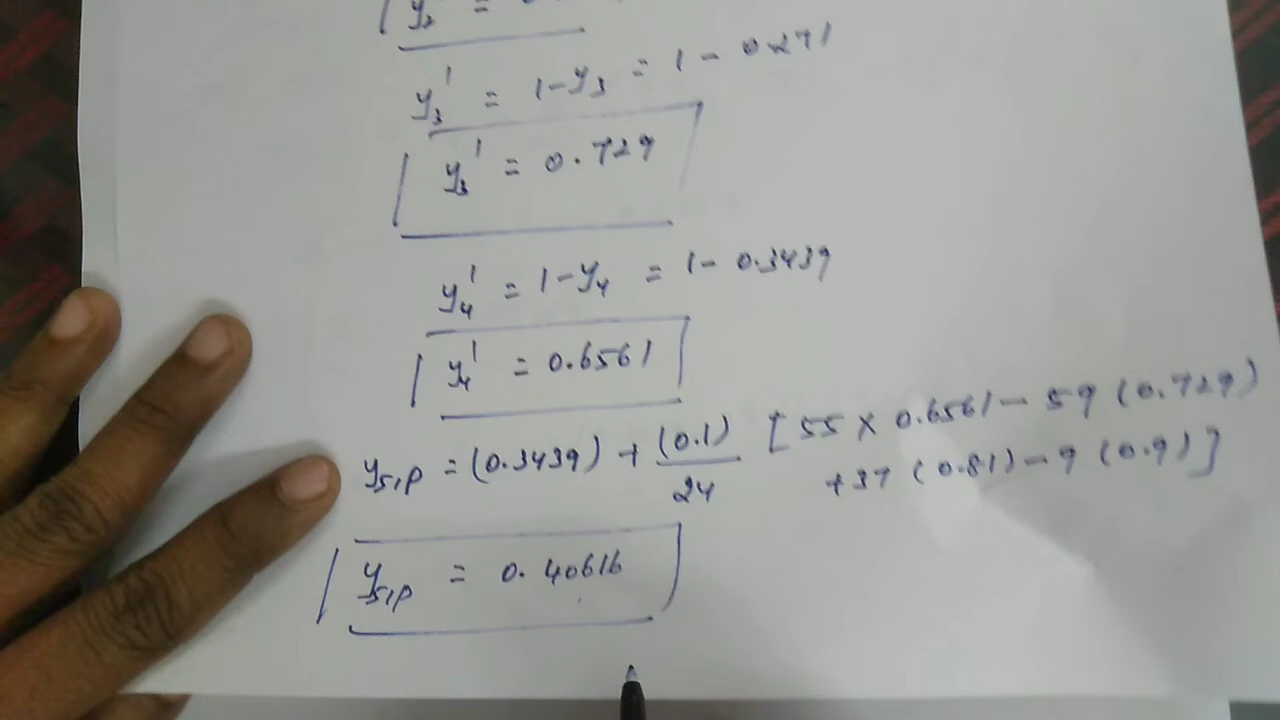 y₂ =
y₃' = 1-y₃ = 1 - 0.271
y₃' = 0.729
y₄' = 1-y₄ = 1- 0.3439
y₄' = 0.6561
y₅,p = (0.3439) + (0.1)/24 [55 x 0.6561 - 59 (0.729)
+37 (0.81) - 9 (0.9)]
y₅,p = 0.40616